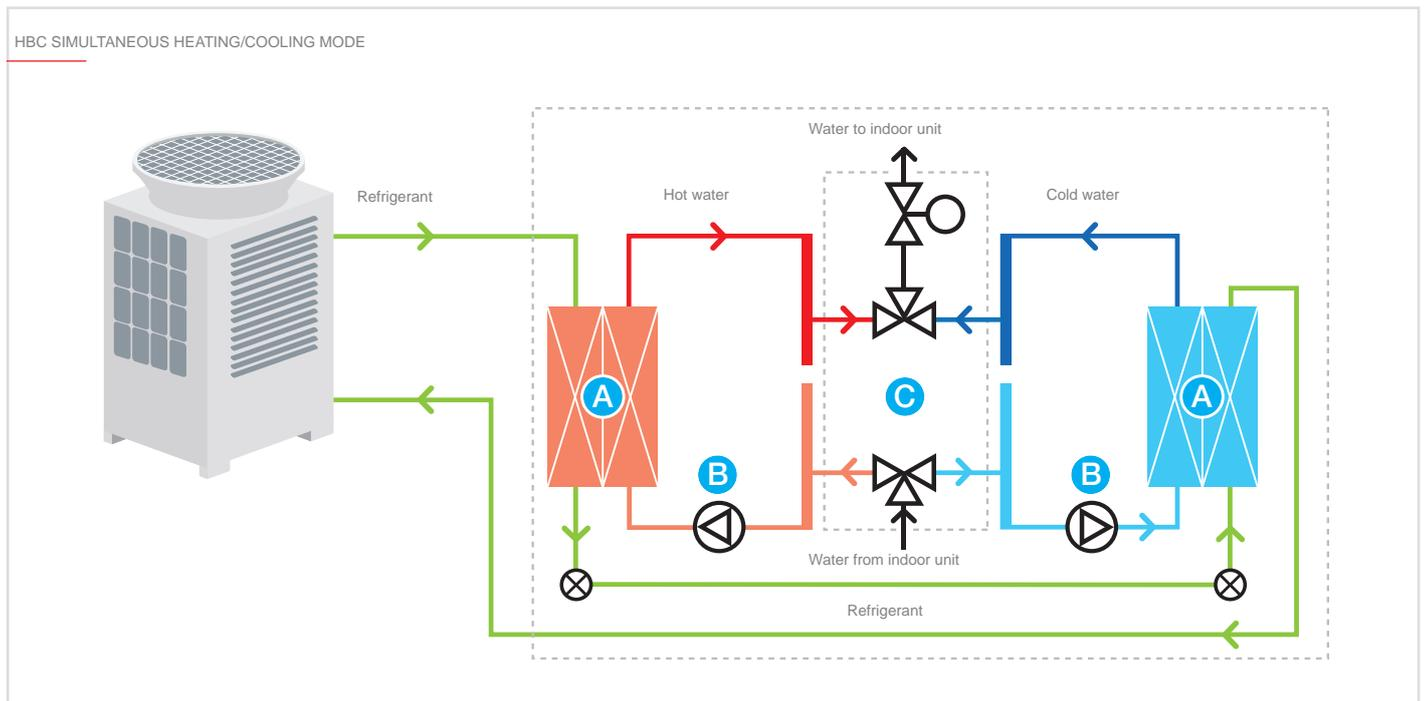 HBC SIMULTANEOUS HEATING/COOLING MODE
Water to indoor unit
Refrigerant
Hot water
Cold water
A
C
A
B
B
Water from indoor unit
Refrigerant